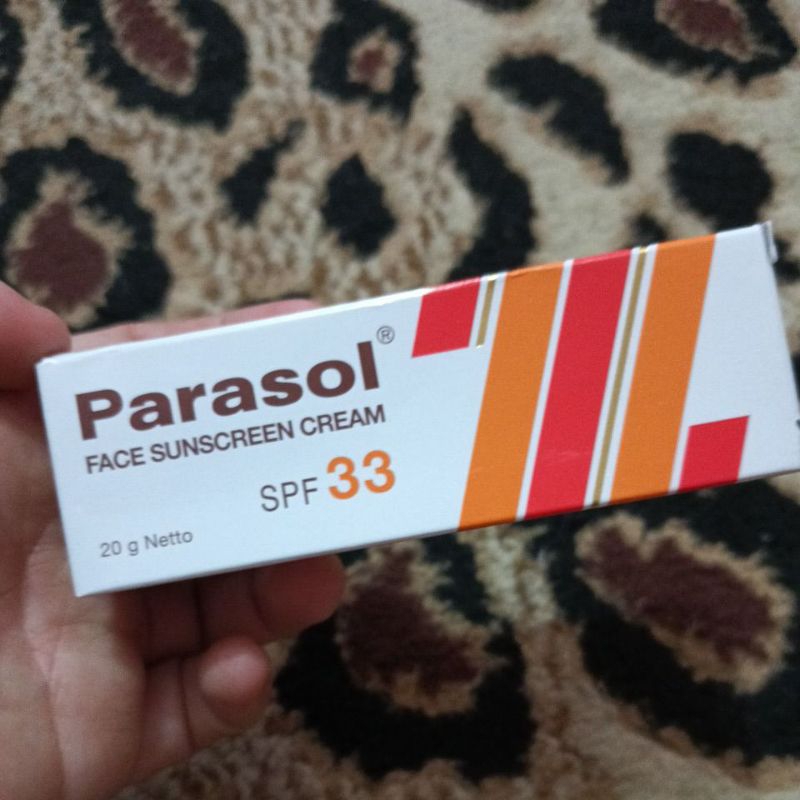 Parasol®
FACE SUNSCREEN CREAM
SPF 33
20 g Netto